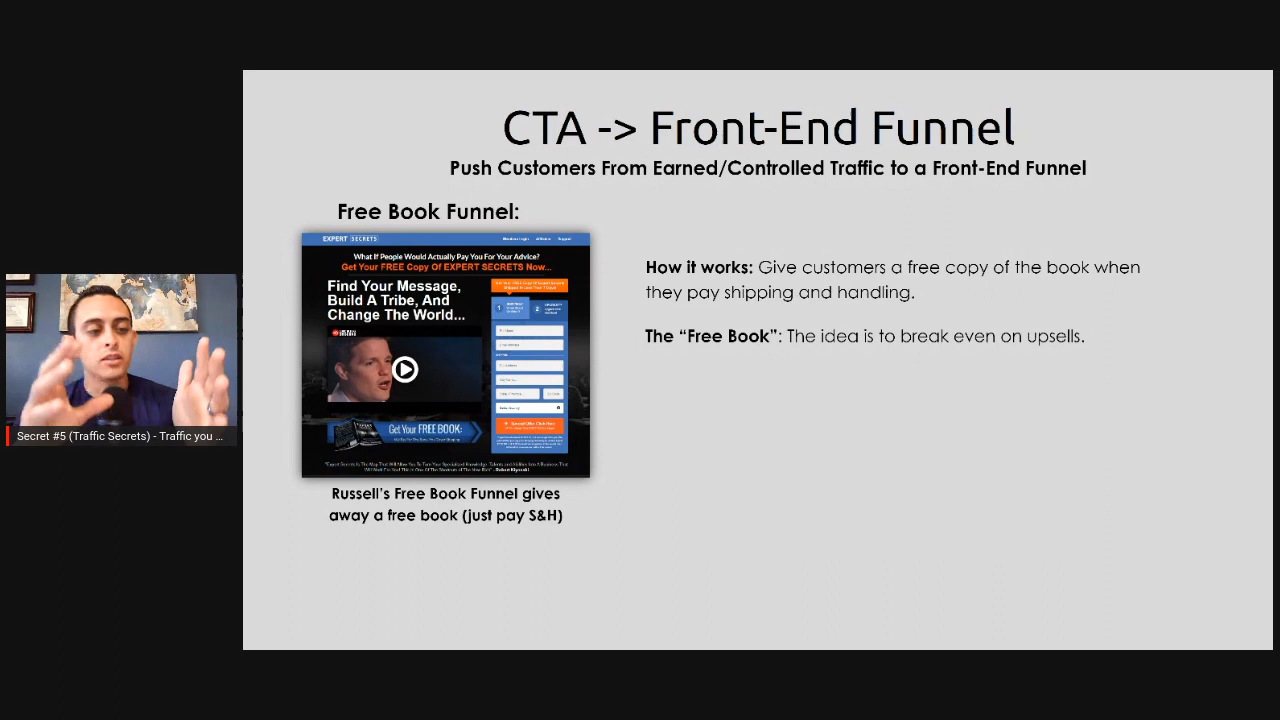 CTA -> Front-End Funnel
Push Customers From Earned/Controlled Traffic to a Front-End Funnel
Free Book Funnel:
EXPERT SECRETS
What If People Would Actually Pay You For Your Advice?
Get Your FREE Copy Of EXPERT SECRETS Now...
Find Your Message,
Build A Tribe, And
Change The World...
1
2
Get Your FREE BOOK:
Russell's Free Book Funnel gives
away a free book (just pay S&H)
How it works: Give customers a free copy of the book when
they pay shipping and handling.
The “Free Book”: The idea is to break even on upsells.
Secret #5 (Traffic Secrets) - Traffic you ...